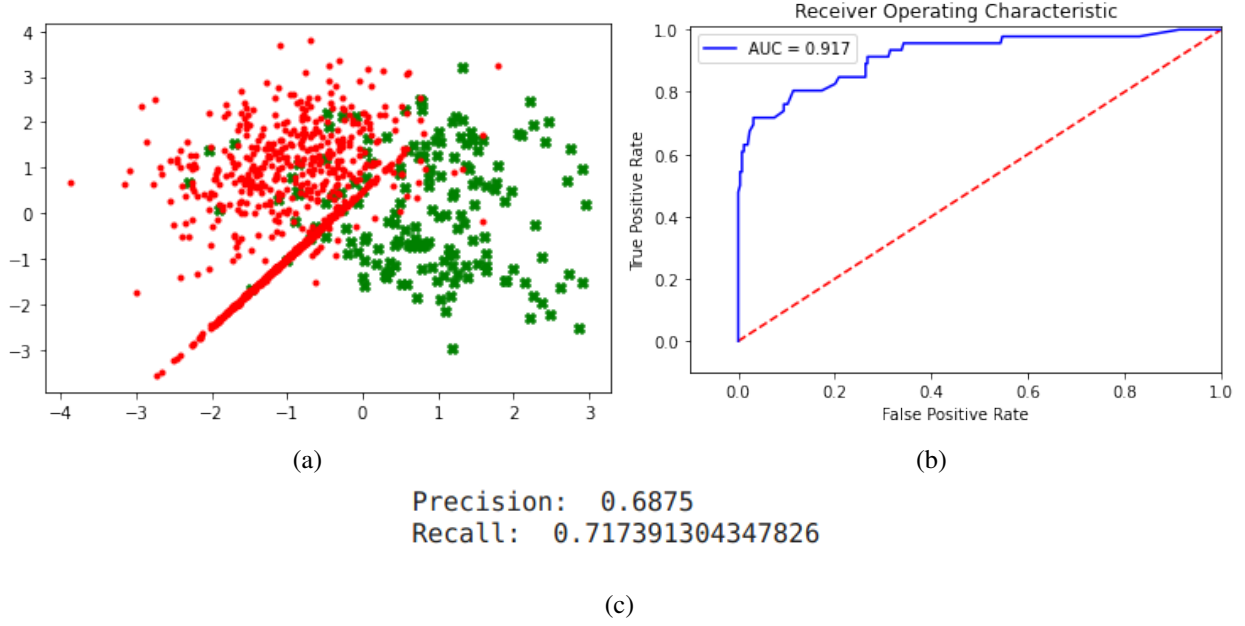 4
3
2
1
0
−1
−2
−3
−4 −3 −2 −1 0 1 2 3
(a)
Receiver Operating Characteristic
AUC = 0.917
1.0
0.8
0.6
0.4
0.2
0.0
True Positive Rate
0.0 0.2 0.4 0.6 0.8 1.0
False Positive Rate
(b)
Precision: 0.6875
Recall: 0.717391304347826
(c)